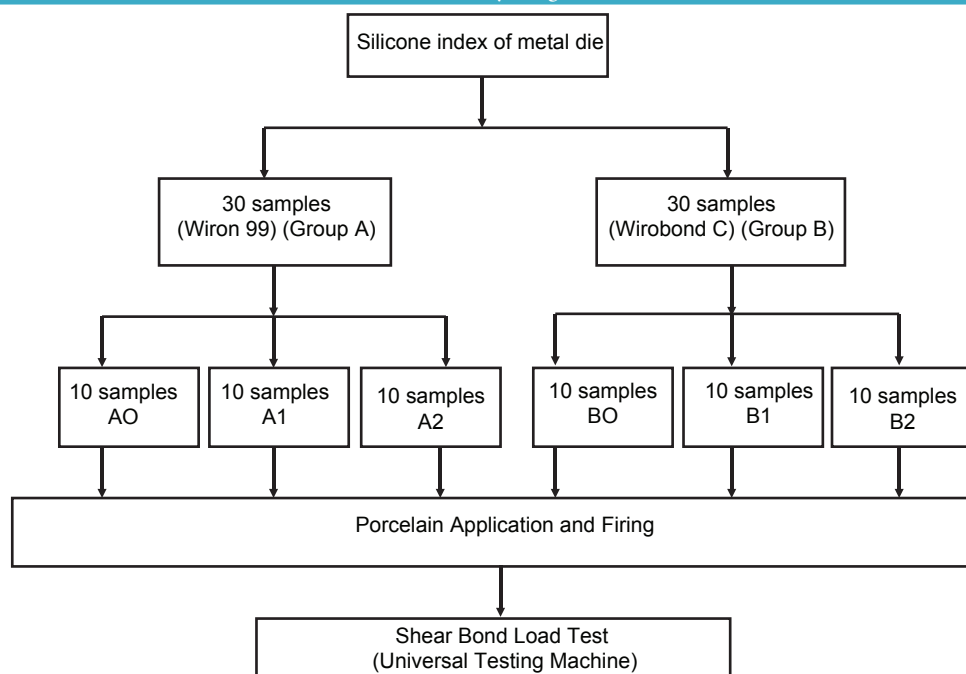 Silicone index of metal die
30 samples
(Wiron 99) (Group A)
30 samples
(Wirobond C) (Group B)
10 samples
AO
10 samples
A1
10 samples
A2
10 samples
BO
10 samples
B1
10 samples
B2
Porcelain Application and Firing
Shear Bond Load Test
(Universal Testing Machine)